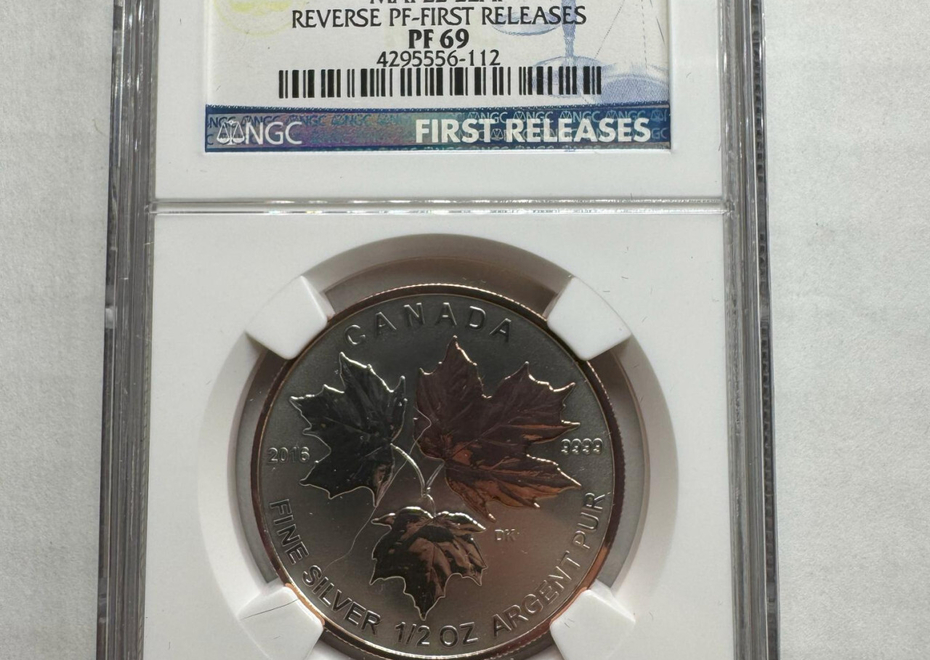 REVERSE PF-FIRST RELEASES
PF 69
4295556-112
NGC
FIRST RELEASES
CANADA
2016
9999
DH
FINE SILVER 1/2 OZ ARGENT PUR